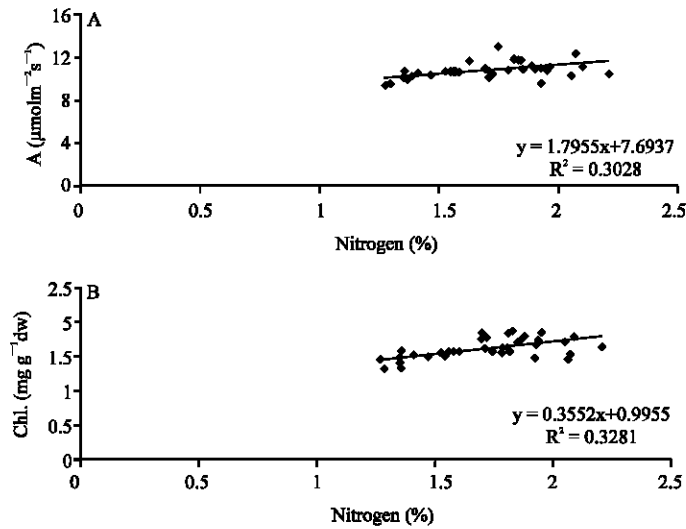 A
16
12
8
4
0
A (µmolm⁻²s⁻¹)
y = 1.7955x+7.6937
R² = 0.3028
0 0.5 1 1.5 2 2.5
Nitrogen (%)
B
2.5
5
1.5
1
0.5
0
Chl. (mg g⁻¹dw)
y = 0.3552x+0.9955
R² = 0.3281
0 0.5 1 1.5 2 2.5
Nitrogen (%)